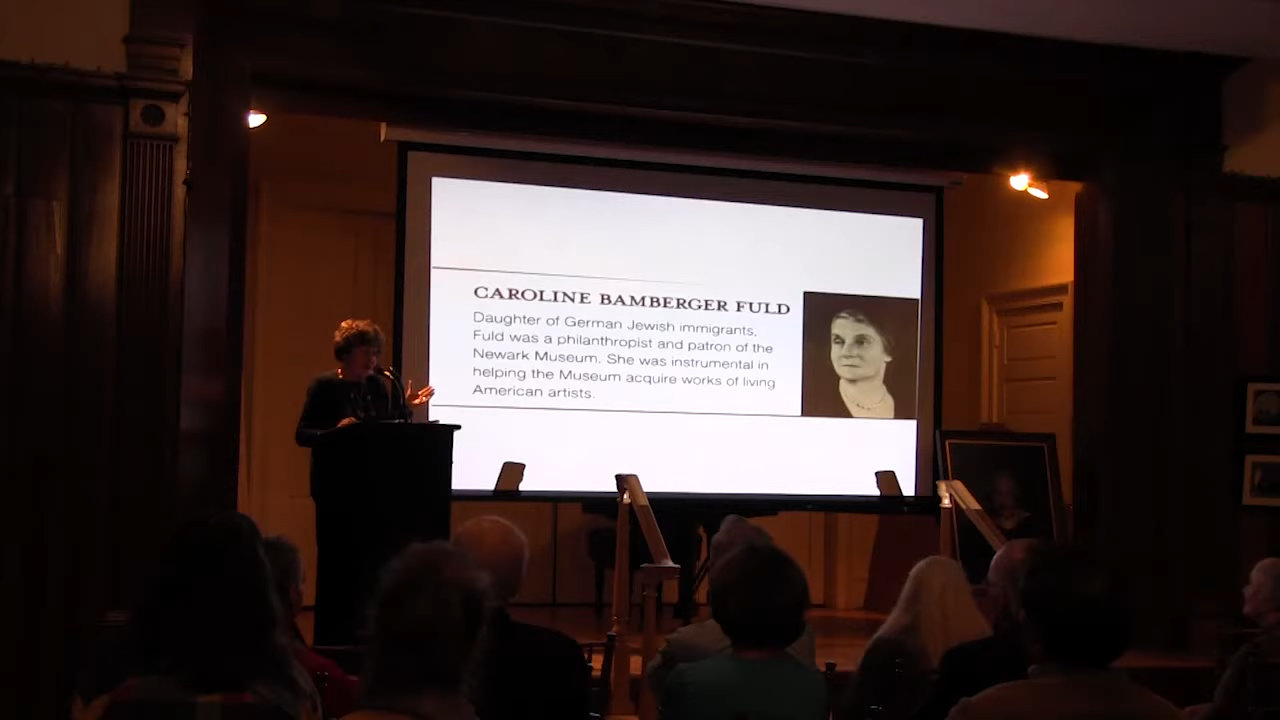 CAROLINE BAMBERGER FULD
Daughter of German Jewish immigrants,
Fuld was a philanthropist and patron of the
Newark Museum. She was instrumental in
helping the Museum acquire works of living
American artists.